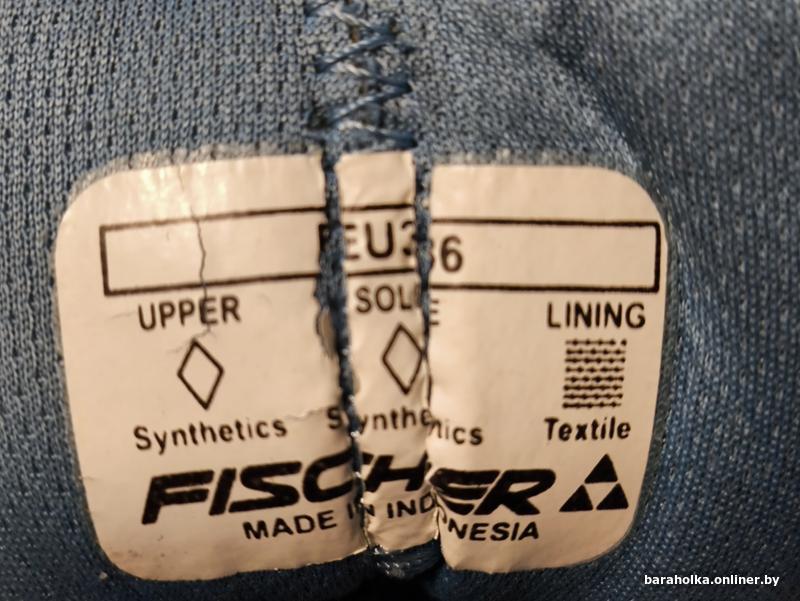 EU36
UPPER SOLE LINING
Synthetics Synthetics Textile
FISCHER
MADE IN INDONESIA
baraholka.onliner.by